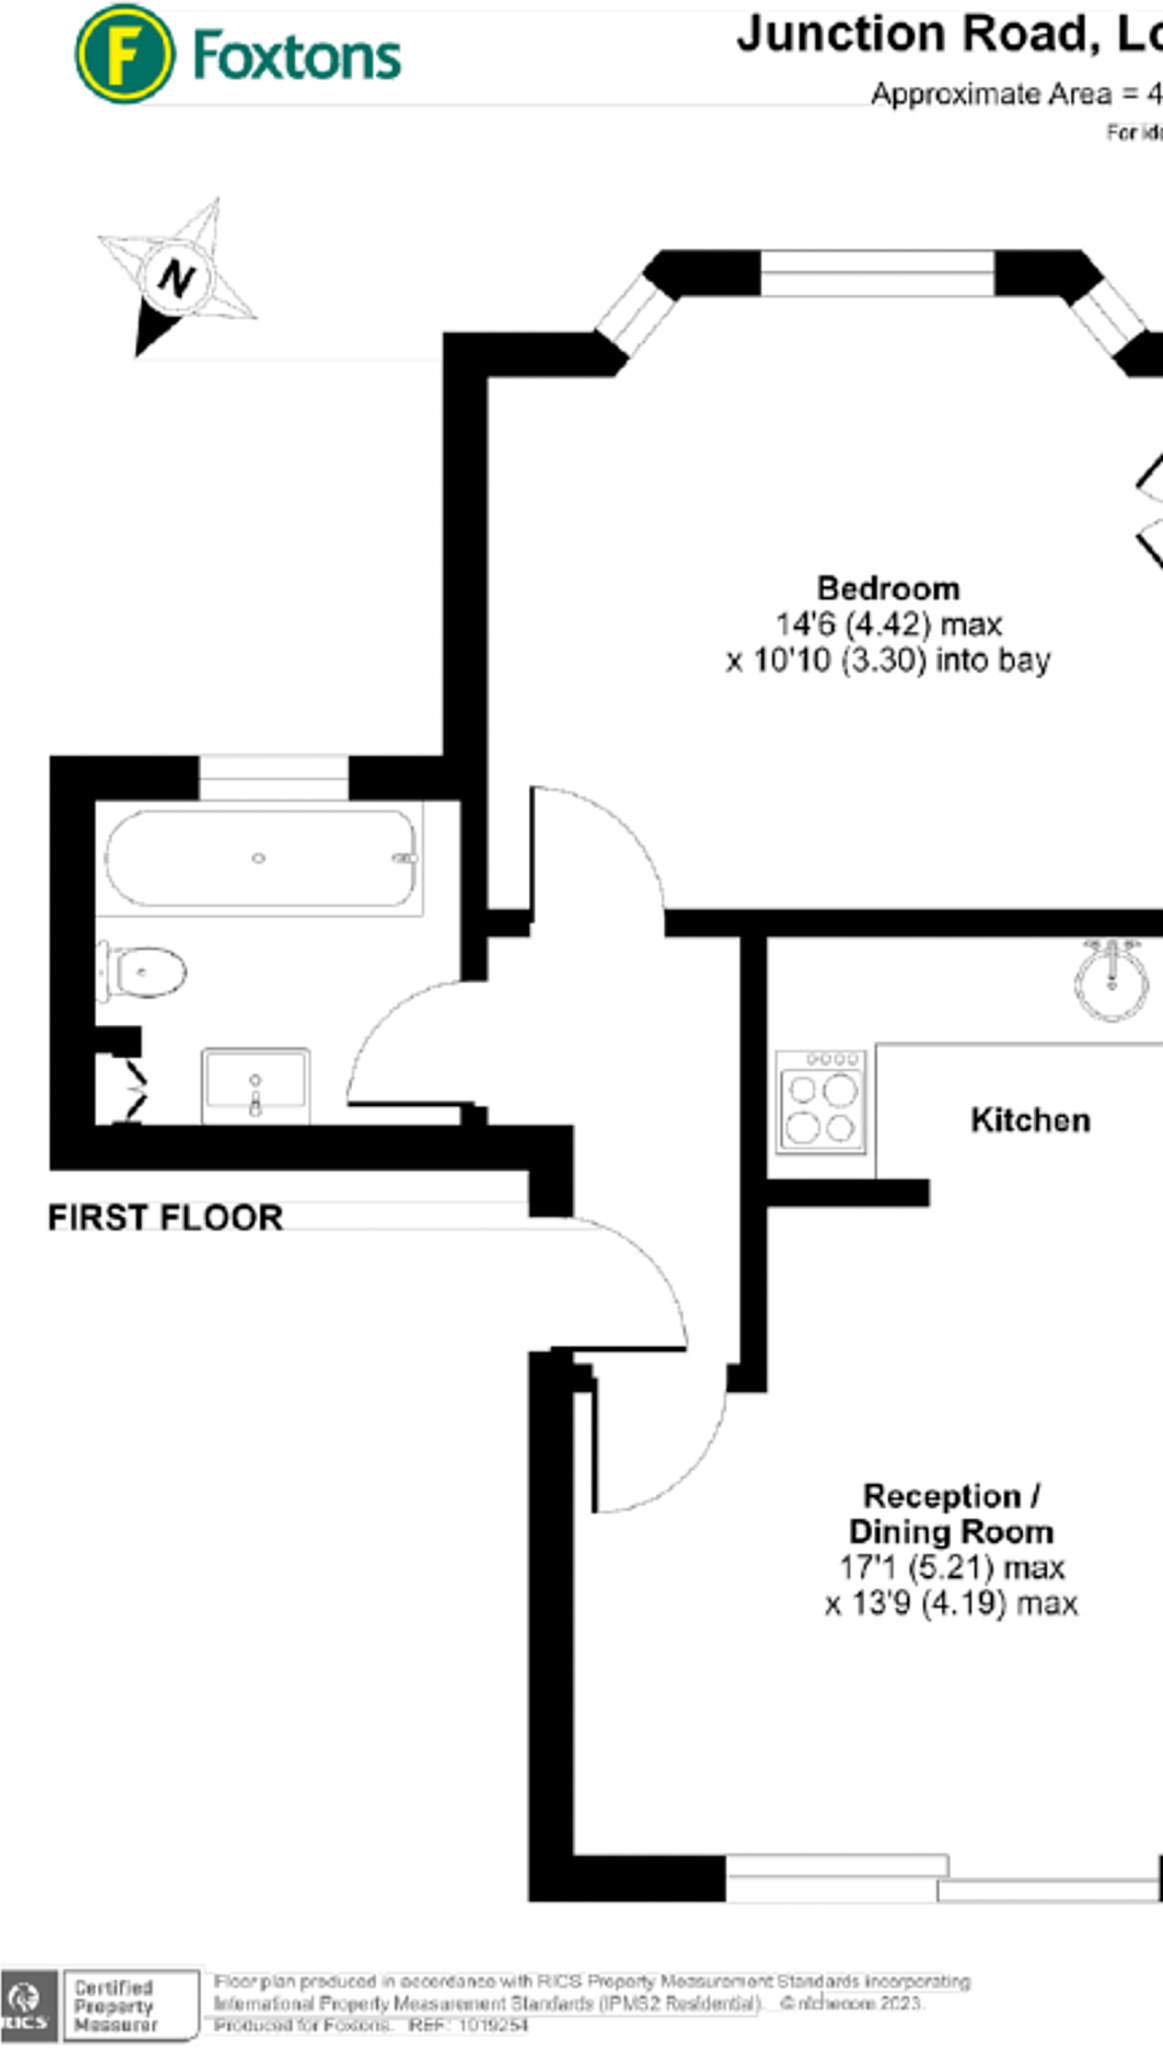 Foxtons
Junction Road, Lo
Approximate Area = 4
For ide
N
Bedroom
14'6 (4.42) max
x 10'10 (3.30) into bay
Kitchen
FIRST FLOOR
Reception /
Dining Room
17'1 (5.21) max
x 13'9 (4.19) max
RICS
Certified
Property
Measurer
Floor plan produced in accordance with RICS Property Measurement Standards incorporating
International Property Measurement Standards (IPMS2 Residential). © nichecom 2023.
Produced for Foxtons. REF: 1019254